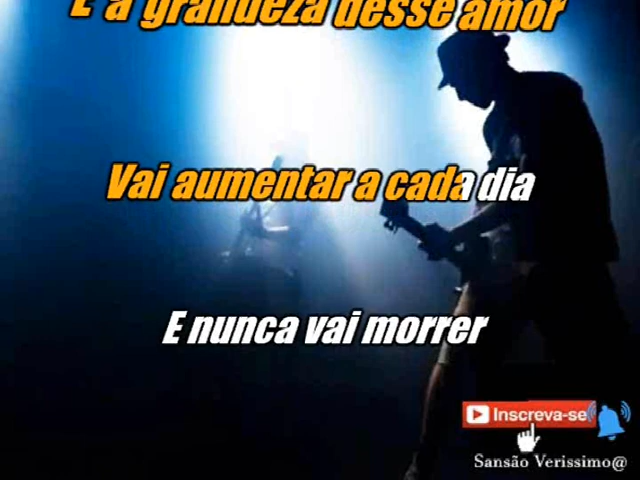 E a grandeza desse amor
Vai aumentar a cada dia
E nunca vai morrer
Inscreva-se
Sansão Verissimo@